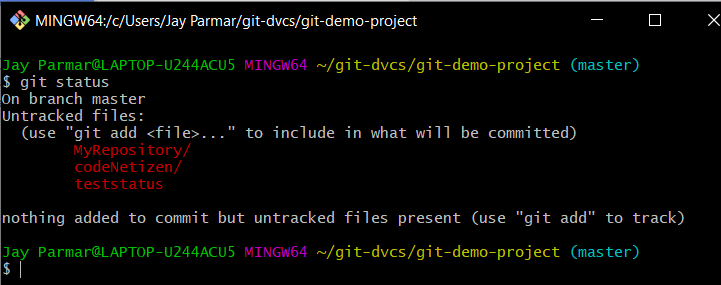 MINGW64:/c/Users/Jay Parmar/git-dvcs/git-demo-project
Jay Parmar@LAPTOP-U244ACU5 MINGW64 ~/git-dvcs/git-demo-project (master)
$ git status
On branch master
Untracked files:
  (use "git add <file>..." to include in what will be committed)
        MyRepository/
        codeNetizen/
        teststatus
nothing added to commit but untracked files present (use "git add" to track)
Jay Parmar@LAPTOP-U244ACU5 MINGW64 ~/git-dvcs/git-demo-project (master)
$